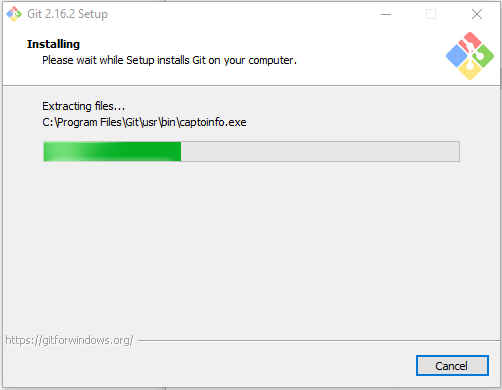 Git 2.16.2 Setup
Installing
Please wait while Setup installs Git on your computer.
Extracting files...
C:\Program Files\Git\usr\bin\captoinfo.exe
https://gitforwindows.org/
Cancel